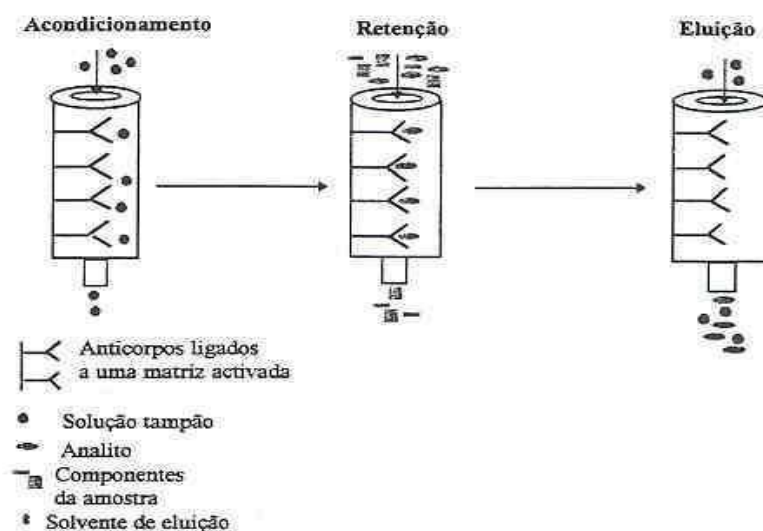 Acondicionamento
Retenção
Eluição
Anticorpos ligados
a uma matriz activada
Solução tampão
Analito
Componentes
da amostra
Solvente de eluição